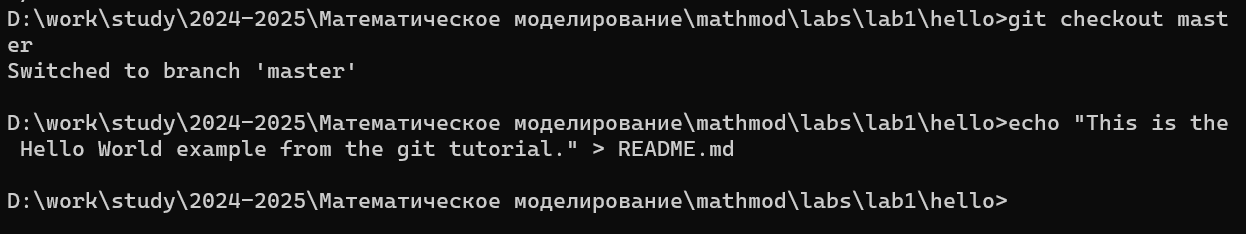 D:\work\study\2024-2025\Математическое моделирование\mathmod\labs\lab1\hello>git checkout mast
er
Switched to branch 'master'
D:\work\study\2024-2025\Математическое моделирование\mathmod\labs\lab1\hello>echo "This is the
 Hello World example from the git tutorial." > README.md
D:\work\study\2024-2025\Математическое моделирование\mathmod\labs\lab1\hello>